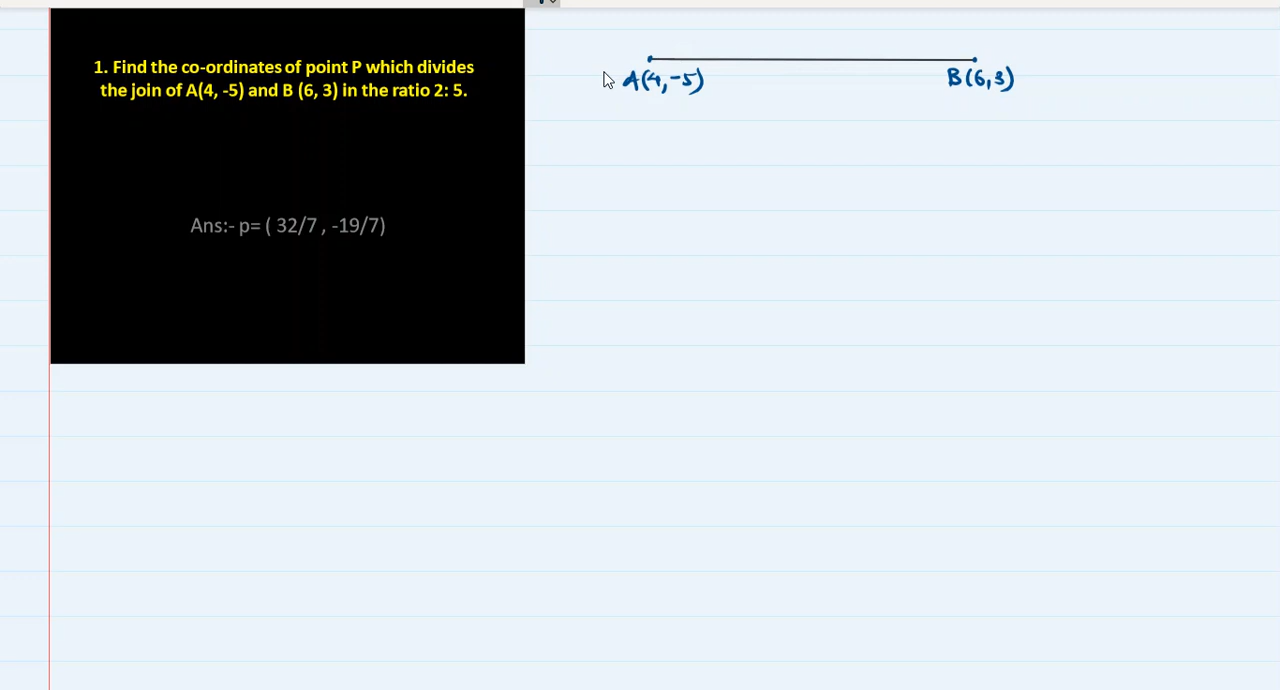 1. Find the co-ordinates of point P which divides
the join of A(4, -5) and B (6, 3) in the ratio 2: 5.
Ans:- p= ( 32/7 , -19/7)
A(4,-5) B(6,3)